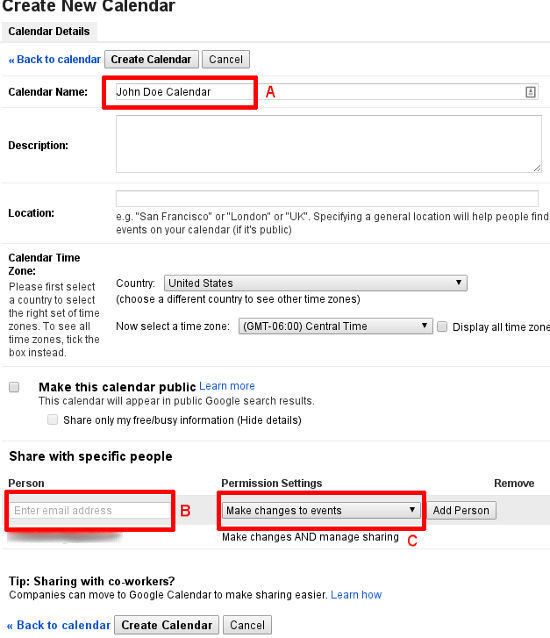 Create New Calendar
Calendar Details
« Back to calendar Create Calendar Cancel
Calendar Name: John Doe Calendar A
Description:
Location:
e.g. "San Francisco" or "London" or "UK". Specifying a general location will help people find
events on your calendar (if it's public)
Calendar Time
Zone:
Please first select
a country to select
the right set of time
zones. To see all
time zones, tick the
box instead.
Country: United States
(choose a different country to see other time zones)
Now select a time zone: (GMT-06:00) Central Time Display all time zone
Make this calendar public Learn more
This calendar will appear in public Google search results.
Share only my free/busy information (Hide details)
Share with specific people
Person Permission Settings Remove
Enter email address B Make changes to events Add Person
Make changes AND manage sharing C
Tip: Sharing with co-workers?
Companies can move to Google Calendar to make sharing easier. Learn how
« Back to calendar Create Calendar Cancel